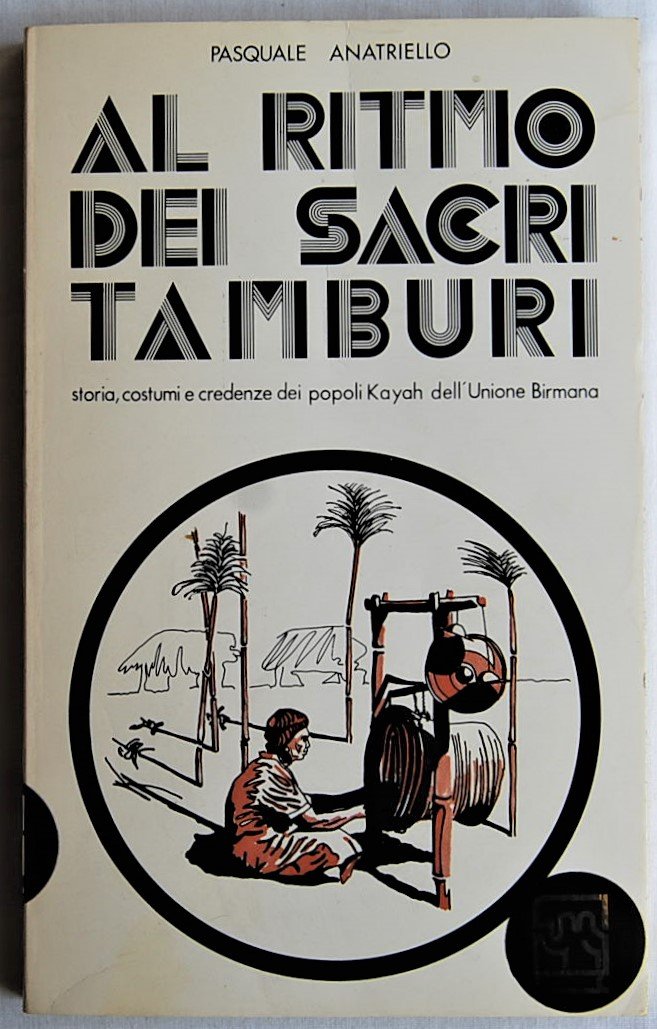 PASQUALE ANATRIELLO
AL RITMO
DEI SACRI
TAMBURI
storia, costumi e credenze dei popoli Kayah dell'Unione Birmana